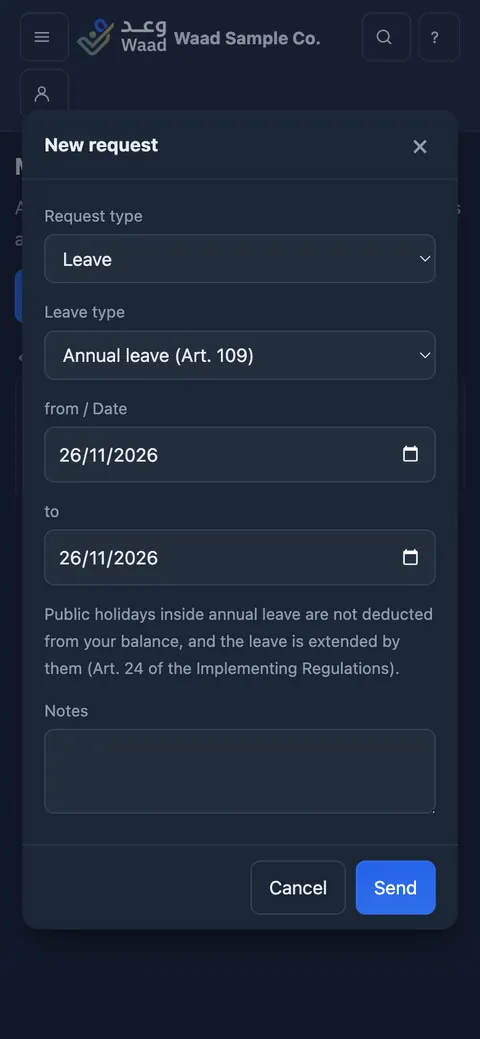 وعد
Waad
Waad Sample Co.
?
New request
Request type
Leave
Leave type
Annual leave (Art. 109)
from / Date
26/11/2026
to
26/11/2026
Public holidays inside annual leave are not deducted
from your balance, and the leave is extended by
them (Art. 24 of the Implementing Regulations).
Notes
Cancel
Send